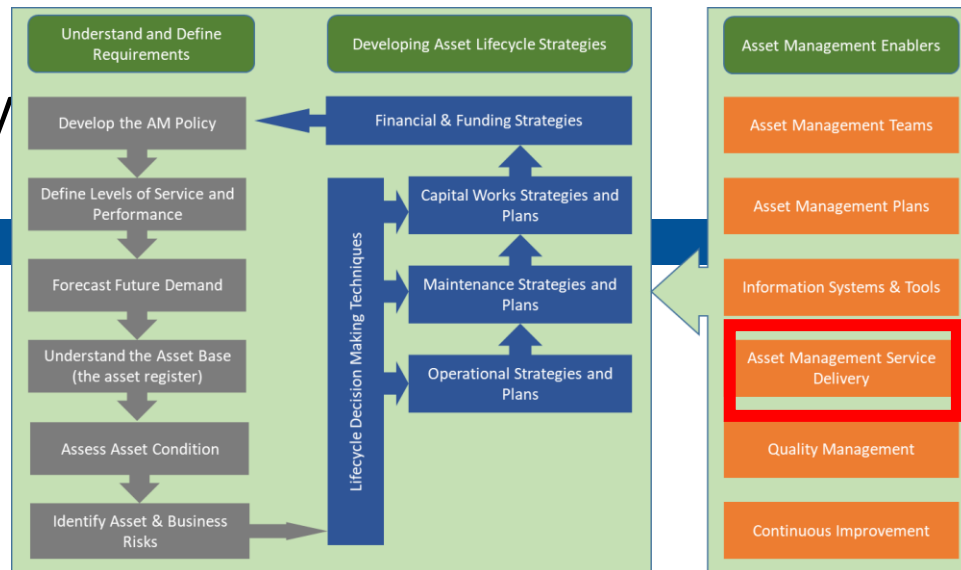 Understand and Define
Requirements
Develop the AM Policy
Define Levels of Service and
Performance
Forecast Future Demand
Understand the Asset Base
(the asset register)
Assess Asset Condition
Identify Asset & Business
Risks
Developing Asset Lifecycle Strategies
Financial & Funding Strategies
Lifecycle Decision Making Techniques
Capital Works Strategies and
Plans
Maintenance Strategies and
Plans
Operational Strategies and
Plans
Asset Management Enablers
Asset Management Teams
Asset Management Plans
Information Systems & Tools
Asset Management Service
Delivery
Quality Management
Continuous Improvement